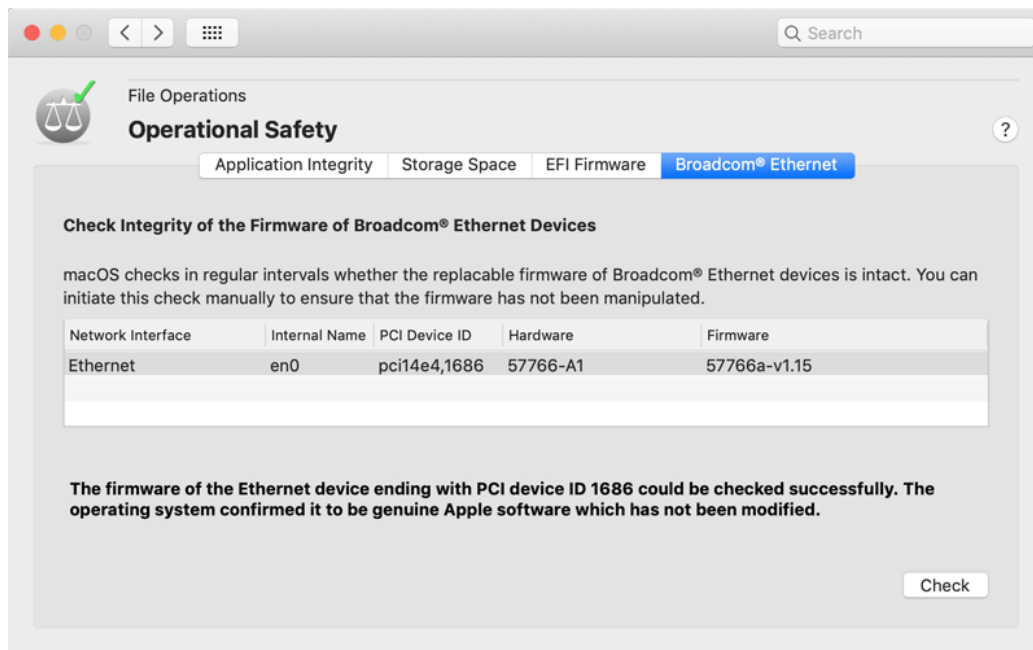 Search
File Operations
Operational Safety
?
Application Integrity Storage Space EFI Firmware Broadcom® Ethernet
Check Integrity of the Firmware of Broadcom® Ethernet Devices
macOS checks in regular intervals whether the replacable firmware of Broadcom® Ethernet devices is intact. You can
initiate this check manually to ensure that the firmware has not been manipulated.
Network Interface Internal Name PCI Device ID Hardware Firmware
Ethernet en0 pci14e4,1686 57766-A1 57766a-v1.15
The firmware of the Ethernet device ending with PCI device ID 1686 could be checked successfully. The
operating system confirmed it to be genuine Apple software which has not been modified.
Check